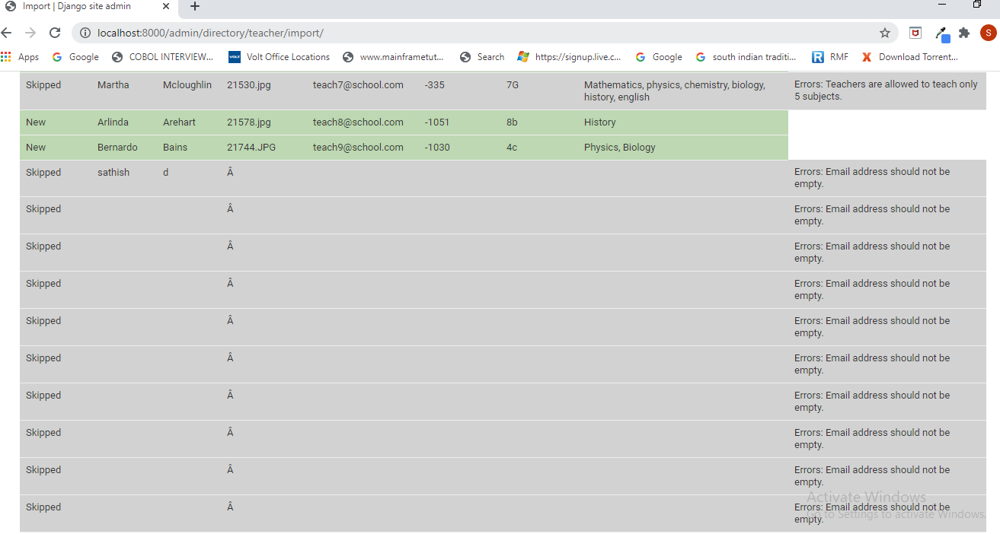 Import | Django site admin
localhost:8000/admin/directory/teacher/import/
S
Apps Google COBOL INTERVIEW... VOLT Volt Office Locations www.mainframetut... Search https://signup.live.c... Google south indian traditi... R RMF X Download Torrent...
Skipped Martha Mcloughlin 21530.jpg teach7@school.com -335 7G Mathematics, physics, chemistry, biology, Errors: Teachers are allowed to teach only
history, english 5 subjects.
New Arlinda Arehart 21578.jpg teach8@school.com -1051 8b History
New Bernardo Bains 21744.JPG teach9@school.com -1030 4c Physics, Biology
Skipped sathish d Â Errors: Email address should not be
empty.
Skipped Â Errors: Email address should not be
empty.
Skipped Â Errors: Email address should not be
empty.
Skipped Â Errors: Email address should not be
empty.
Skipped Â Errors: Email address should not be
empty.
Skipped Â Errors: Email address should not be
empty.
Skipped Â Errors: Email address should not be
empty.
Skipped Â Errors: Email address should not be
empty.
Skipped Â Errors: Email address should not be
empty.
Activate Windows
Skipped Â Errors: Email address should not be
Go to Settings to activate Windows.
empty.